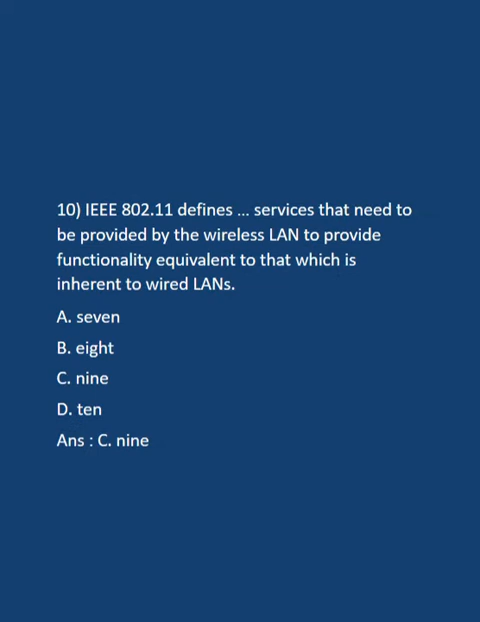 10) IEEE 802.11 defines ... services that need to
be provided by the wireless LAN to provide
functionality equivalent to that which is
inherent to wired LANs.
A. seven
B. eight
C. nine
D. ten
Ans : C. nine